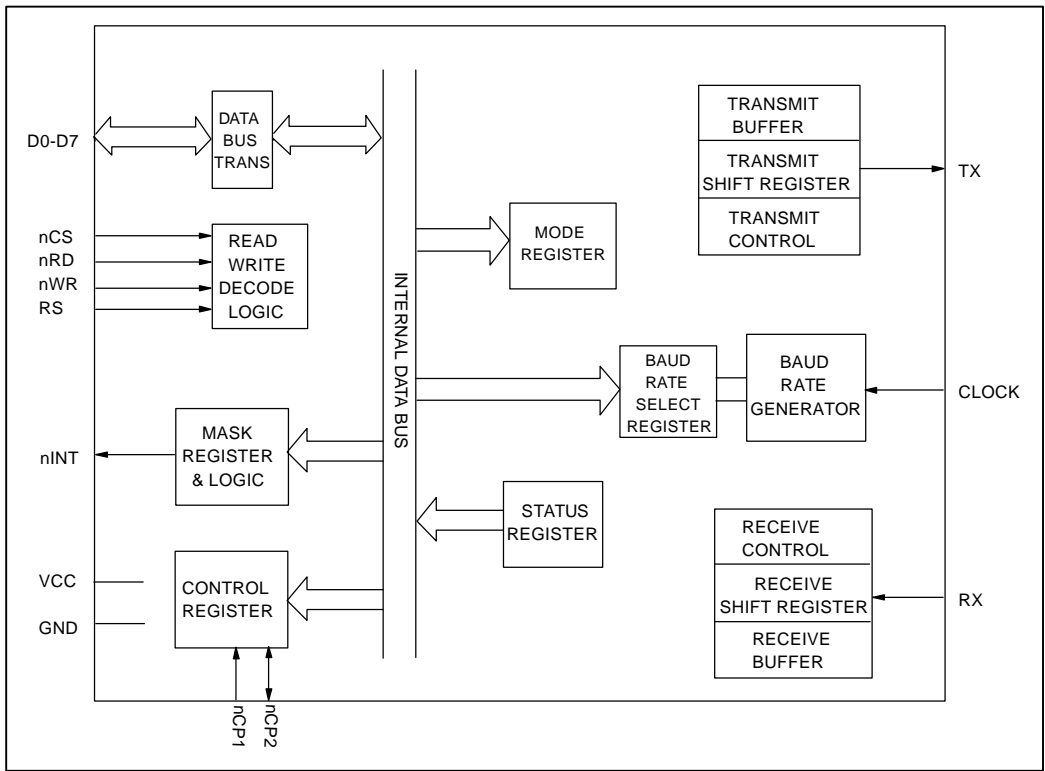 D0-D7
DATA
BUS
TRANS
nCS
nRD
nWR
RS
READ
WRITE
DECODE
LOGIC
nINT
MASK
REGISTER
& LOGIC
VCC
GND
CONTROL
REGISTER
nCP1
nCP2
INTERNAL DATA BUS
MODE
REGISTER
BAUD
RATE
SELECT
REGISTER
BAUD
RATE
GENERATOR
CLOCK
STATUS
REGISTER
TRANSMIT
BUFFER
TRANSMIT
SHIFT REGISTER
TRANSMIT
CONTROL
TX
RECEIVE
CONTROL
RECEIVE
SHIFT REGISTER
RECEIVE
BUFFER
RX